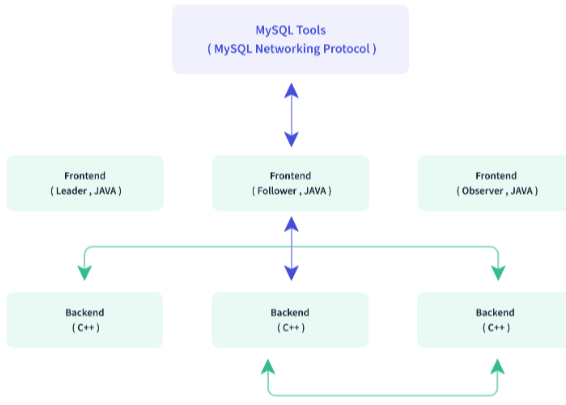 MySQL Tools
( MySQL Networking Protocol )
Frontend
( Leader , JAVA )
Frontend
( Follower , JAVA )
Frontend
( Observer , JAVA )
Backend
( C++ )
Backend
( C++ )
Backend
( C++ )